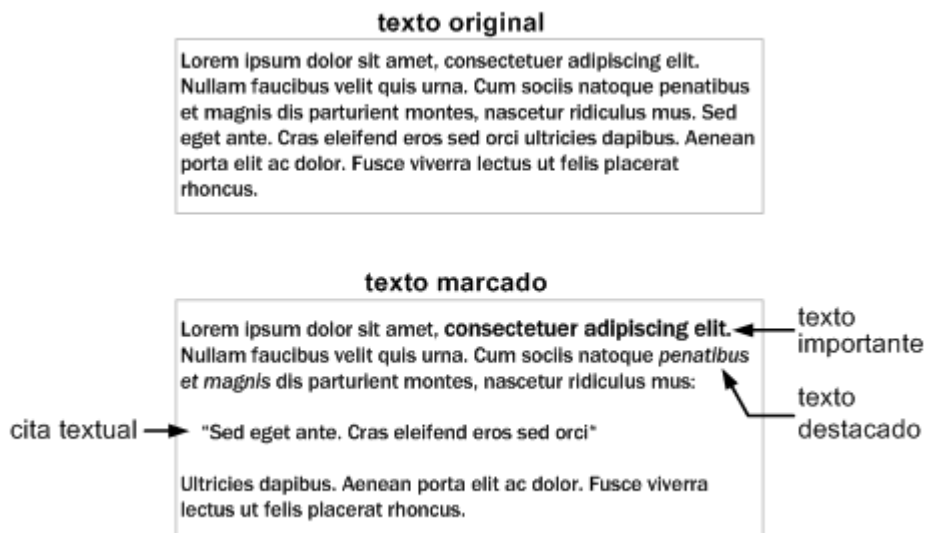 texto original
Lorem ipsum dolor sit amet, consectetuer adipiscing elit.
Nullam faucibus velit quis urna. Cum sociis natoque penatibus
et magnis dis parturient montes, nascetur ridiculus mus. Sed
eget ante. Cras eleifend eros sed orci ultricies dapibus. Aenean
porta elit ac dolor. Fusce viverra lectus ut felis placerat
rhoncus.
texto marcado
Lorem ipsum dolor sit amet, consectetuer adipiscing elit.
Nullam faucibus velit quis urna. Cum sociis natoque penatibus
et magnis dis parturient montes, nascetur ridiculus mus:
texto
importante
texto
destacado
cita textual
"Sed eget ante. Cras eleifend eros sed orci"
Ultricies dapibus. Aenean porta elit ac dolor. Fusce viverra
lectus ut felis placerat rhoncus.